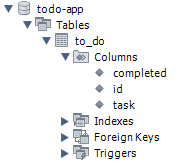 todo-app
Tables
to_do
Columns
completed
id
task
Indexes
Foreign Keys
Triggers